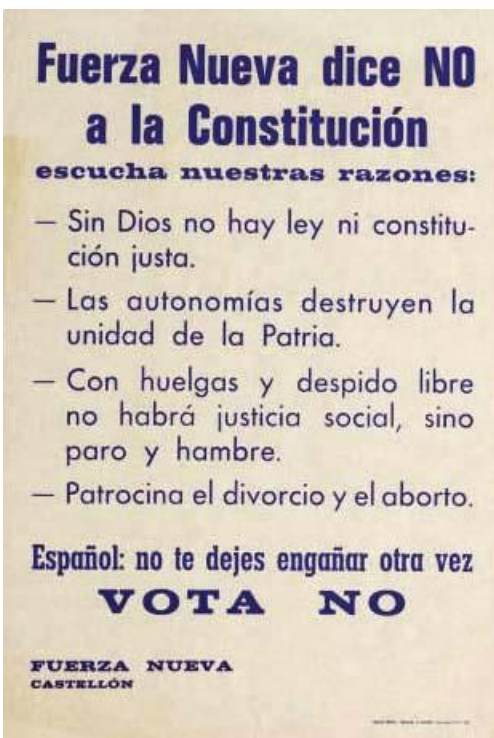 Fuerza Nueva dice NO
a la Constitución
escucha nuestras razones:
— Sin Dios no hay ley ni constitu-
ción justa.
— Las autonomías destruyen la
unidad de la Patria.
— Con huelgas y despido libre
no habrá justicia social, sino
paro y hambre.
— Patrocina el divorcio y el aborto.
Español: no te dejes engañar otra vez
VOTA NO
FUERZA NUEVA
CASTELLÓN